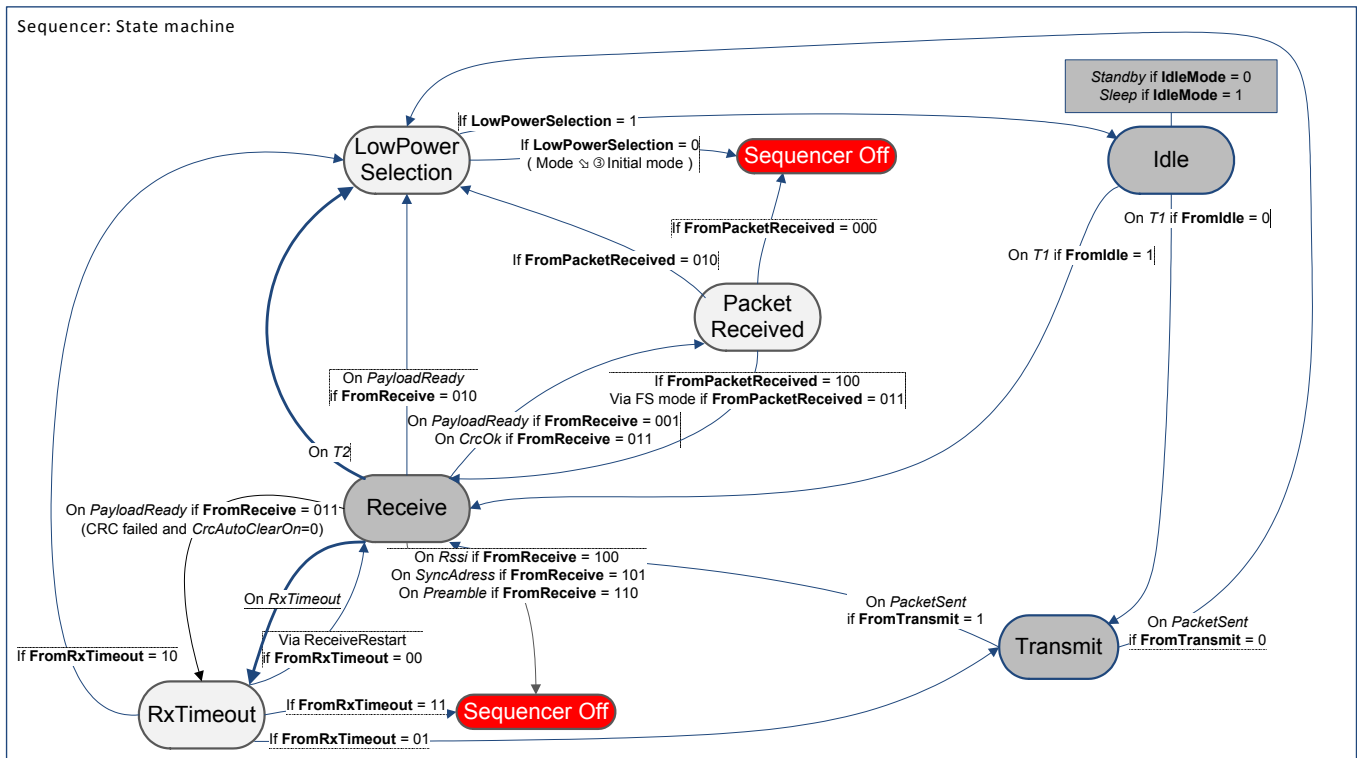 Sequencer: State machine
Standby if IdleMode = 0
Sleep if IdleMode = 1
If LowPowerSelection = 1
LowPower
Selection
If LowPowerSelection = 0
( Mode ⇘ ③ Initial mode )
Sequencer Off
Idle
On T1 if FromIdle = 0
If FromPacketReceived = 000
On T1 if FromIdle = 1
If FromPacketReceived = 010
Packet
Received
On PayloadReady
if FromReceive = 010
If FromPacketReceived = 100
Via FS mode if FromPacketReceived = 011
On PayloadReady if FromReceive = 001
On CrcOk if FromReceive = 011
On T2
Receive
On PayloadReady if FromReceive = 011
(CRC failed and CrcAutoClearOn=0)
On Rssi if FromReceive = 100
On SyncAdress if FromReceive = 101
On Preamble if FromReceive = 110
On RxTimeout
On PacketSent
if FromTransmit = 1
On PacketSent
if FromTransmit = 0
Transmit
Via ReceiveRestart
if FromRxTimeout = 00
If FromRxTimeout = 10
RxTimeout
If FromRxTimeout = 11
Sequencer Off
If FromRxTimeout = 01